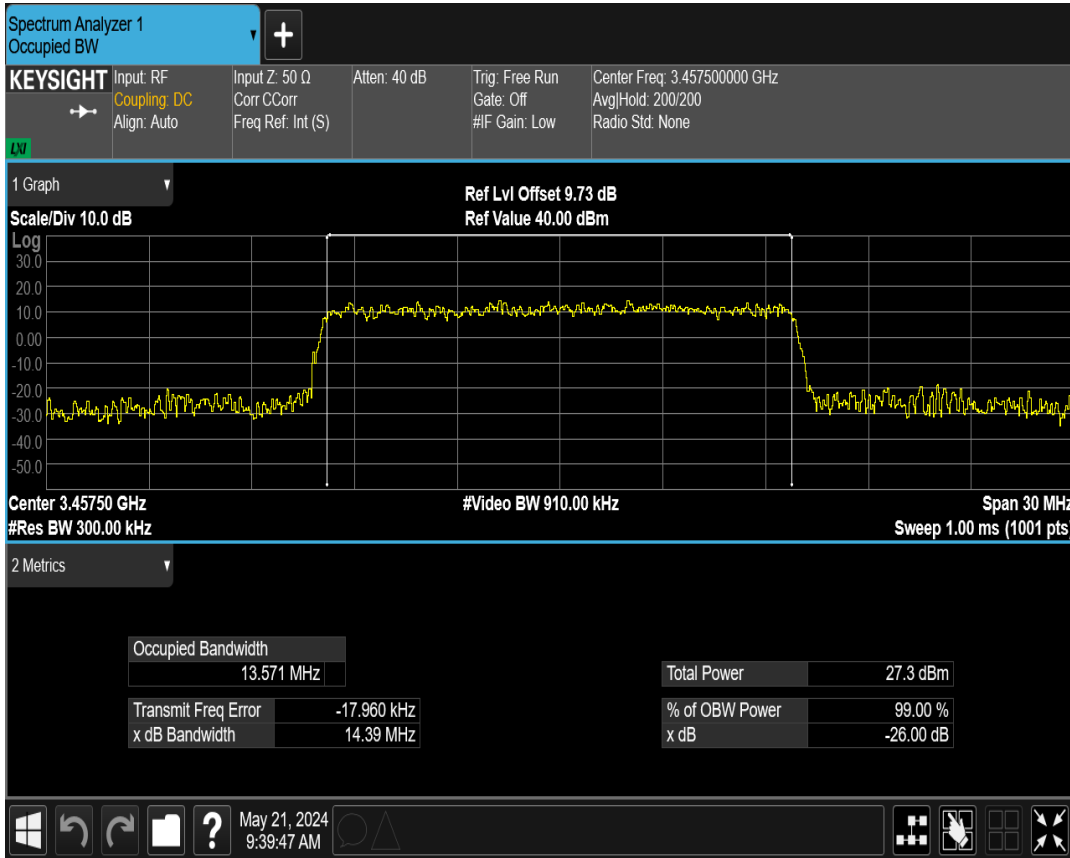 Spectrum Analyzer 1
Occupied BW
KEYSIGHT
LXI
Input: RF
Coupling: DC
Align: Auto
Input Z: 50 Ω
Corr CCorr
Freq Ref: Int (S)
Atten: 40 dB
Trig: Free Run
Gate: Off
#IF Gain: Low
Center Freq: 3.457500000 GHz
Avg|Hold: 200/200
Radio Std: None
1 Graph
Scale/Div 10.0 dB
Ref Lvl Offset 9.73 dB
Ref Value 40.00 dBm
Log
30.0
20.0
10.0
0.00
-10.0
-20.0
-30.0
-40.0
-50.0
Center 3.45750 GHz
#Video BW 910.00 kHz
Span 30 MHz
#Res BW 300.00 kHz
Sweep 1.00 ms (1001 pts)
2 Metrics
Occupied Bandwidth
13.571 MHz
Total Power 27.3 dBm
Transmit Freq Error -17.960 kHz
% of OBW Power 99.00 %
x dB Bandwidth 14.39 MHz
x dB -26.00 dB
?
May 21, 2024
9:39:47 AM